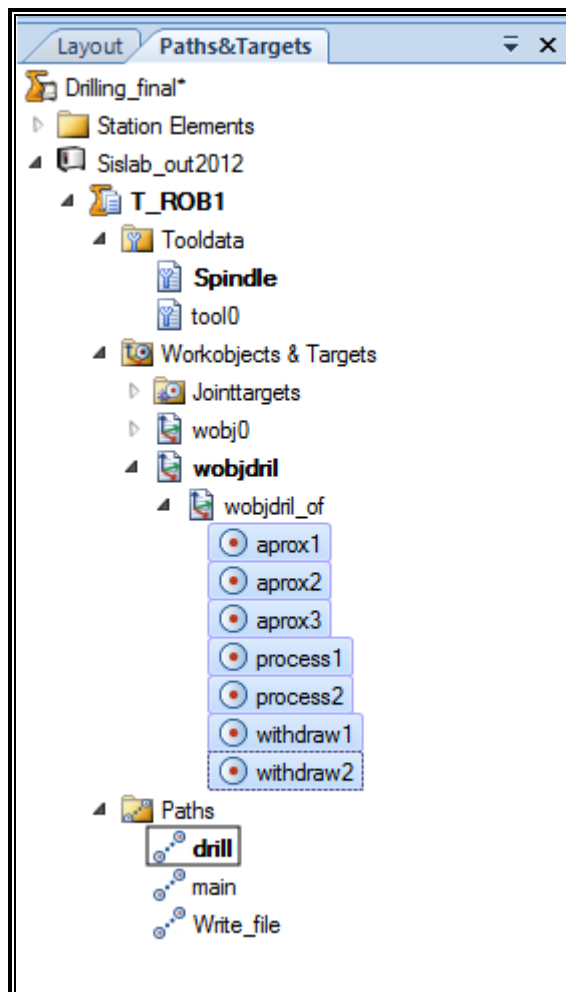 Layout Paths&Targets
Drilling_final*
Station Elements
Sislab_out2012
T_ROB1
Tooldata
Spindle
tool0
Workobjects & Targets
Jointtargets
wobj0
wobjdril
wobjdril_of
aprox1
aprox2
aprox3
process1
process2
withdraw1
withdraw2
Paths
drill
main
Write_file